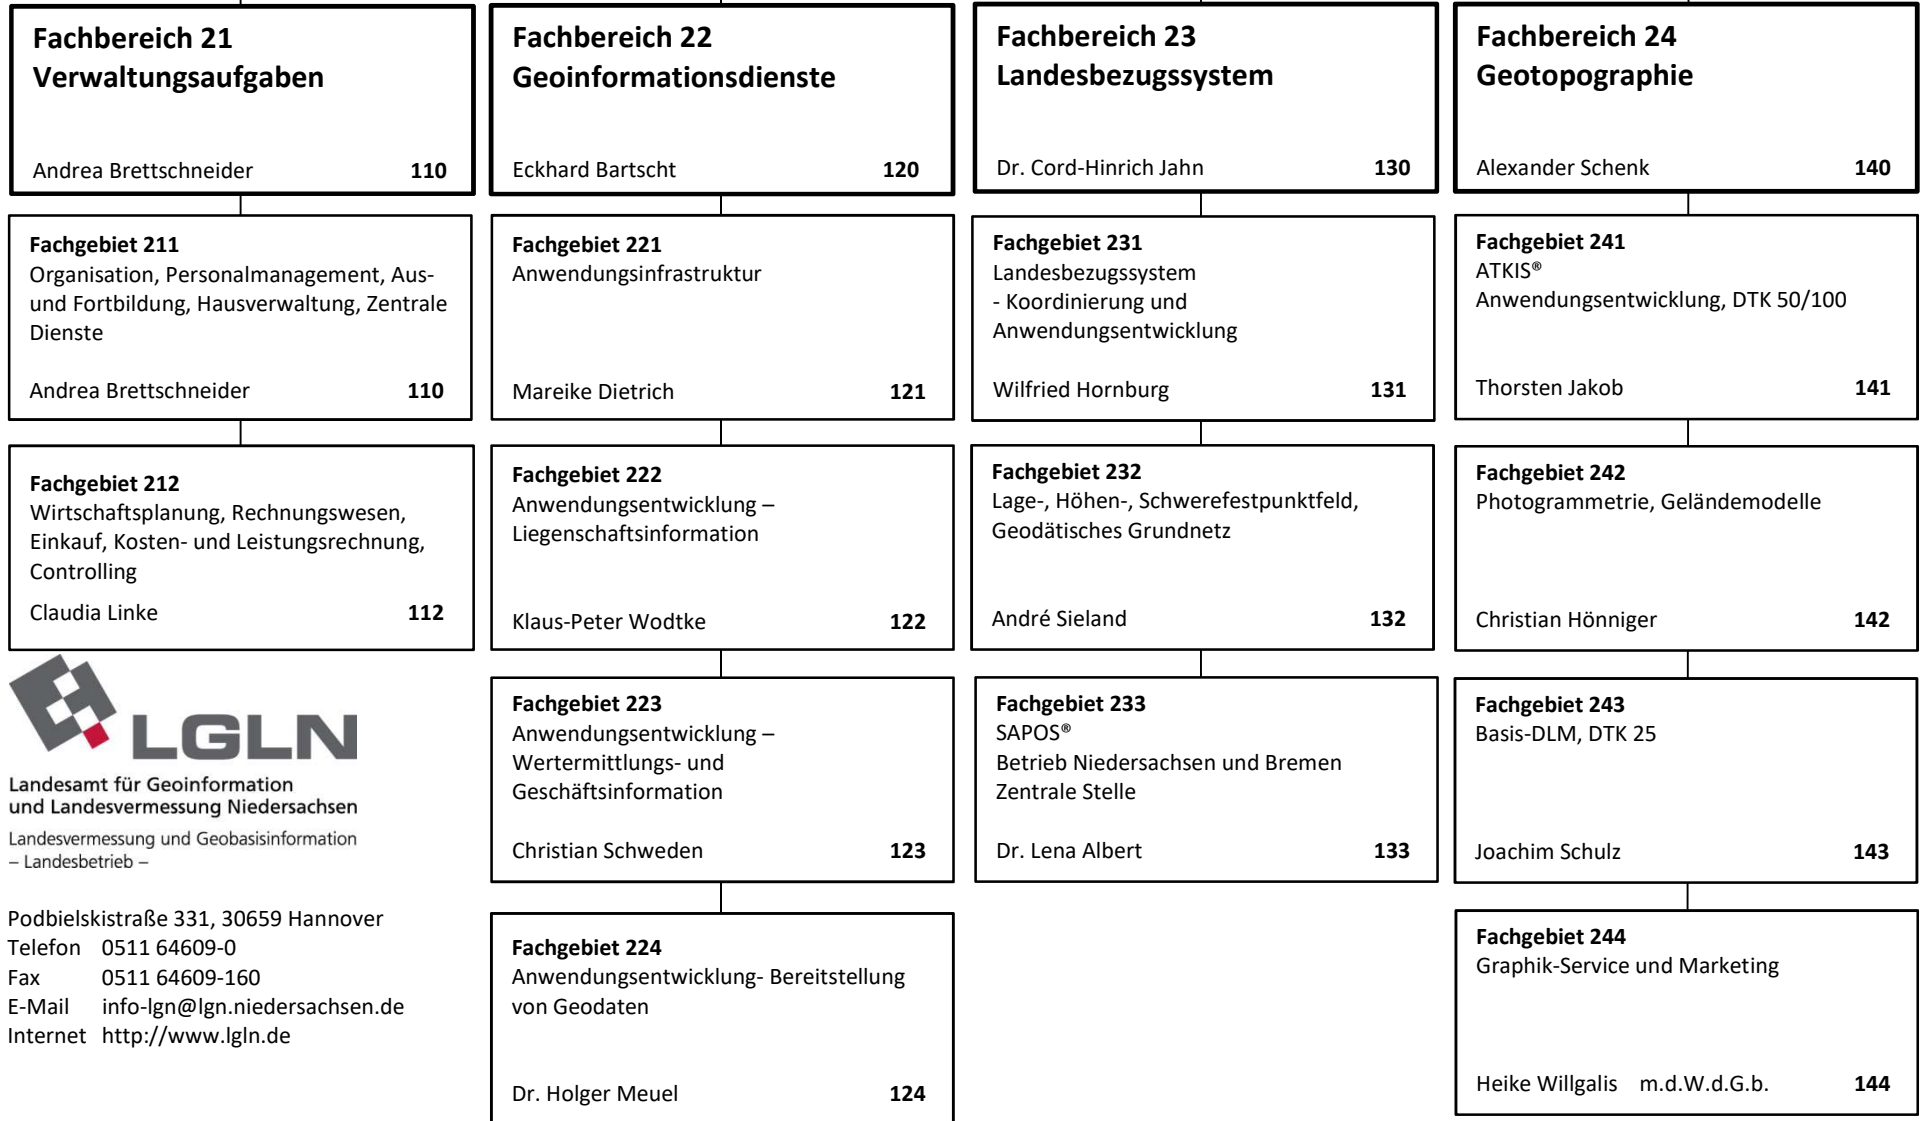 Fachbereich 21
Verwaltungsaufgaben
Andrea Brettschneider 110
Fachgebiet 211
Organisation, Personalmanagement, Aus-
und Fortbildung, Hausverwaltung, Zentrale
Dienste
Andrea Brettschneider 110
Fachgebiet 212
Wirtschaftsplanung, Rechnungswesen,
Einkauf, Kosten- und Leistungsrechnung,
Controlling
Claudia Linke 112
LGLN
Landesamt für Geoinformation
und Landesvermessung Niedersachsen
Landesvermessung und Geobasisinformation
– Landesbetrieb –
Podbielskistraße 331, 30659 Hannover
Telefon 0511 64609-0
Fax 0511 64609-160
E-Mail info-lgn@lgn.niedersachsen.de
Internet http://www.lgln.de
Fachbereich 22
Geoinformationsdienste
Eckhard Bartscht 120
Fachgebiet 221
Anwendungsinfrastruktur
Mareike Dietrich 121
Fachgebiet 222
Anwendungsentwicklung –
Liegenschaftsinformation
Klaus-Peter Wodtke 122
Fachgebiet 223
Anwendungsentwicklung –
Wertermittlungs- und
Geschäftsinformation
Christian Schweden 123
Fachgebiet 224
Anwendungsentwicklung- Bereitstellung
von Geodaten
Dr. Holger Meuel 124
Fachbereich 23
Landesbezugssystem
Dr. Cord-Hinrich Jahn 130
Fachgebiet 231
Landesbezugssystem
- Koordinierung und
Anwendungsentwicklung
Wilfried Hornburg 131
Fachgebiet 232
Lage-, Höhen-, Schwerefestpunktfeld,
Geodätisches Grundnetz
André Sieland 132
Fachgebiet 233
SAPOS®
Betrieb Niedersachsen und Bremen
Zentrale Stelle
Dr. Lena Albert 133
Fachbereich 24
Geotopographie
Alexander Schenk 140
Fachgebiet 241
ATKIS®
Anwendungsentwicklung, DTK 50/100
Thorsten Jakob 141
Fachgebiet 242
Photogrammetrie, Geländemodelle
Christian Hönniger 142
Fachgebiet 243
Basis-DLM, DTK 25
Joachim Schulz 143
Fachgebiet 244
Graphik-Service und Marketing
Heike Willgalis m.d.W.d.G.b. 144